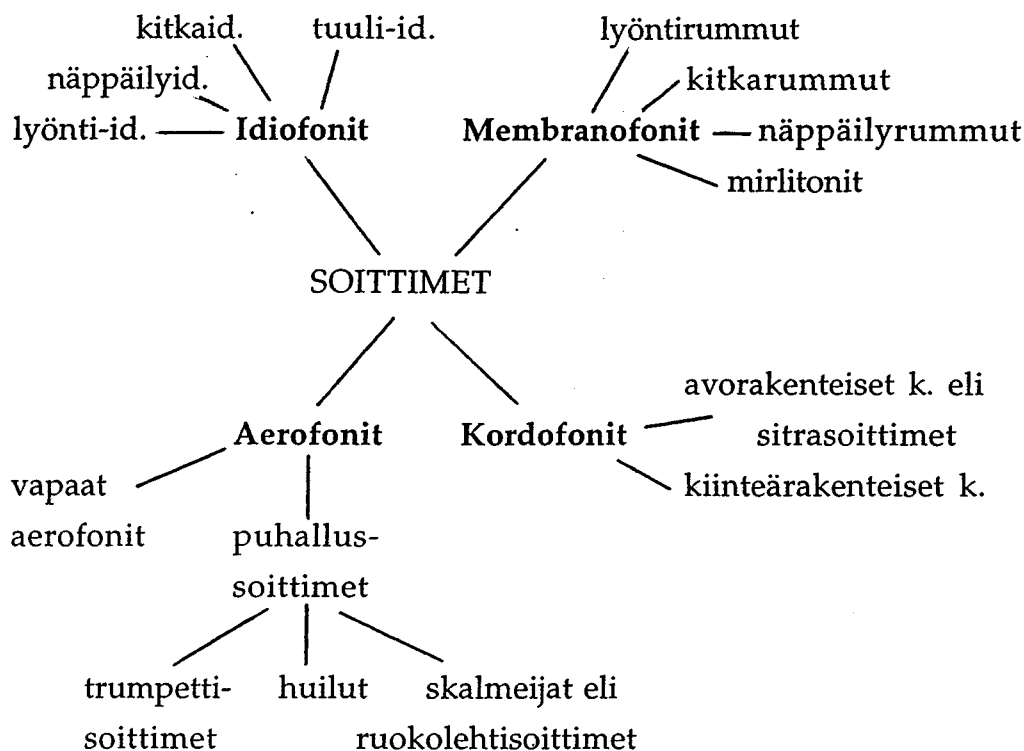 kitkaid. tuuli-id. lyöntirummut
näppäilyid. kitkarummut
lyönti-id. Idiofonit Membranofonit näppäilyrummut
mirlitonit
SOITTIMET
avorakenteiset k. eli
Aerofonit Kordofonit sitrasoittimet
vapaat kiinteärakenteiset k.
aerofonit puhallus-
soittimet
trumpetti- huilut skalmeijat eli
soittimet ruokolehtisoittimet